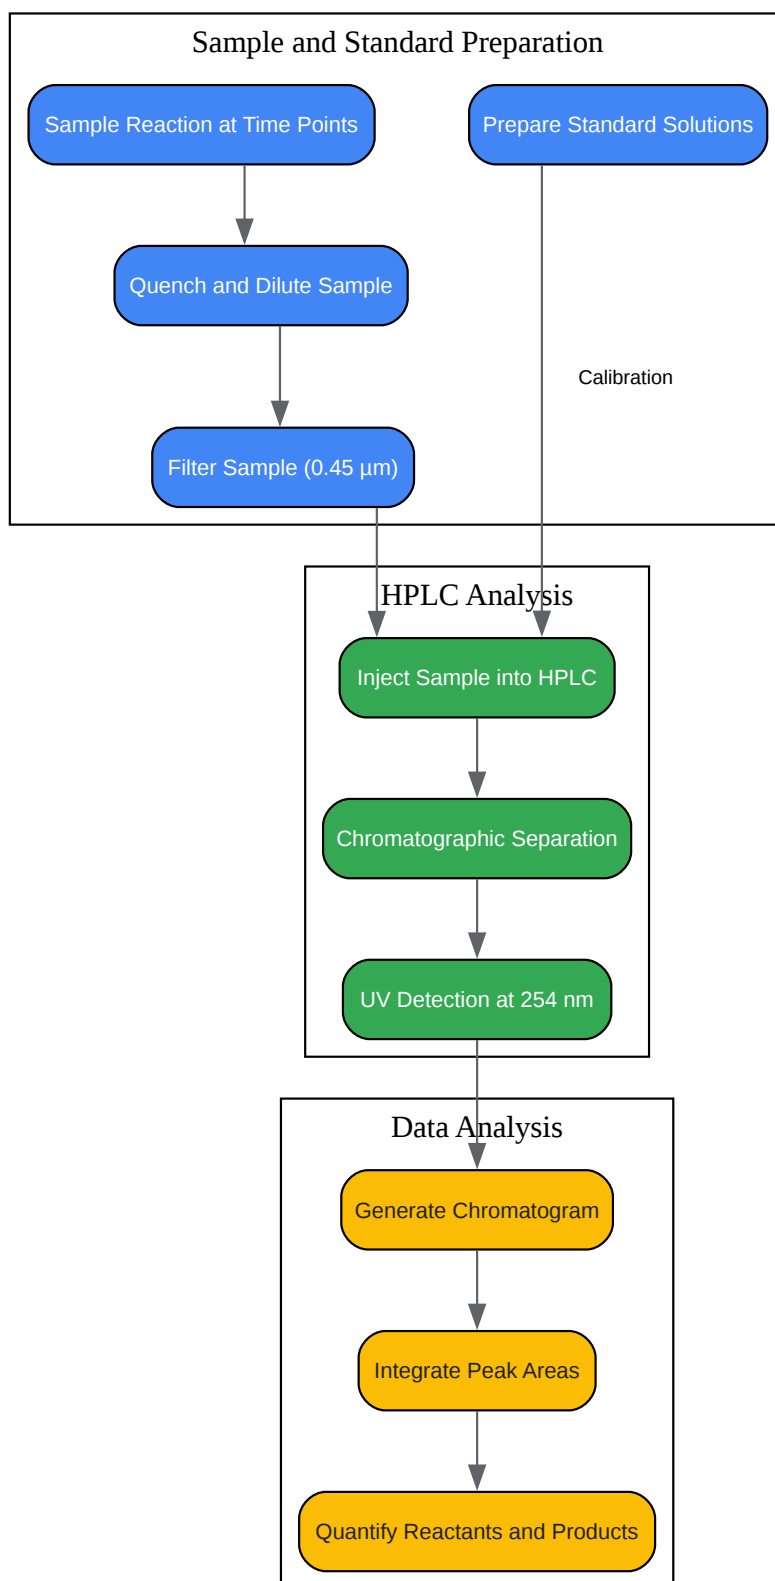 Sample and Standard Preparation
Sample Reaction at Time Points
Prepare Standard Solutions
Quench and Dilute Sample
Calibration
Filter Sample (0.45 µm)
HPLC Analysis
Inject Sample into HPLC
Chromatographic Separation
UV Detection at 254 nm
Data Analysis
Generate Chromatogram
Integrate Peak Areas
Quantify Reactants and Products